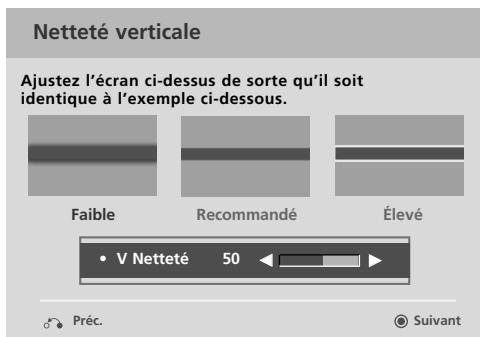 Netteté verticale
Ajustez l'écran ci-dessus de sorte qu'il soit
identique à l'exemple ci-dessous.
Faible Recommandé Élevé
• V Netteté 50
Préc. Suivant